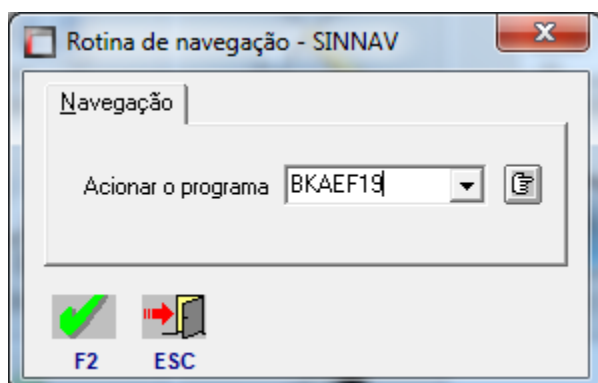 Rotina de navegação - SINNAV
Navegação
Acionar o programa BKAEF19
F2 ESC